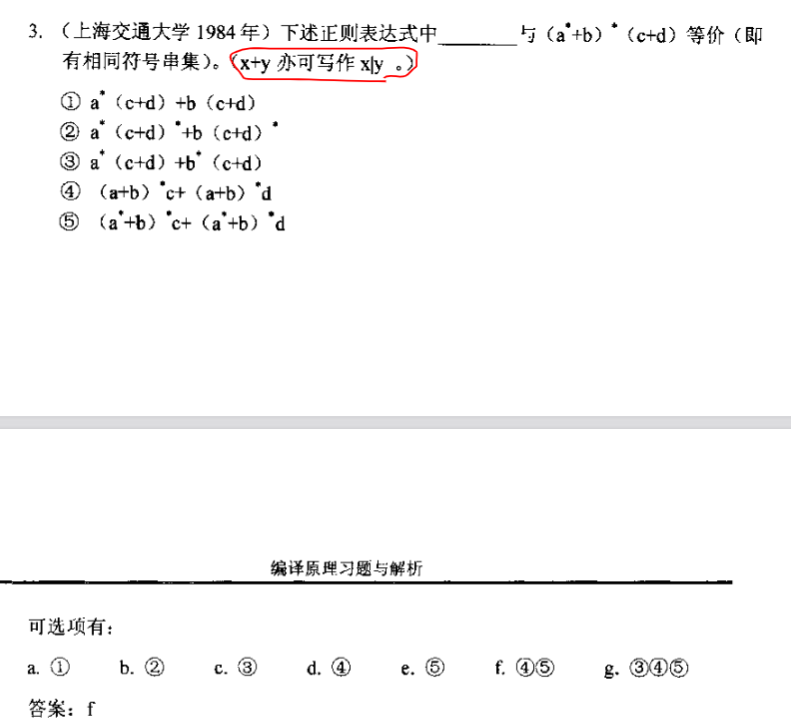 3. （上海交通大学 1984 年）下述正则表达式中________与（a*+b）*（c+d）等价（即
有相同符号串集）。（x+y 亦可写作 x|y 。）
① a*（c+d）+b（c+d）
② a*（c+d）*+b（c+d）*
③ a*（c+d）+b*（c+d）
④ （a+b）*c+（a+b）*d
⑤ （a*+b）*c+（a*+b）*d
编译原理习题与解析
可选项有：
a. ① b. ② c. ③ d. ④ e. ⑤ f. ④⑤ g. ③④⑤
答案：f